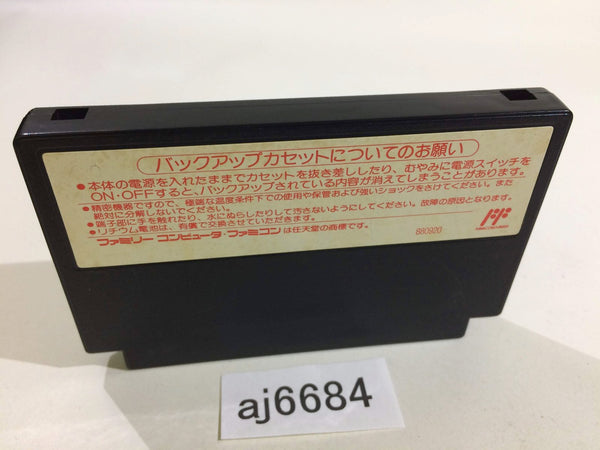 バックアップカセットについてのお願い
●本体の電源を入れたままでカセットを抜き差ししたり、むやみに電源スイッチを
ON・OFFすると、バックアップされている内容が消えてしまうことがあります。
●精密機器ですので、極端な温度条件下での使用や保管および強いショックをさけてください。また
絶対に分解しないでください。
●端子部に手を触れたり、水にぬらしたりして汚さないようにしてください。故障の原因となります。
●リチウム電池は、有償で交換させていただきます。
ファミリーコンピュータ・ファミコンは任天堂の商標です。
880920
aj6684